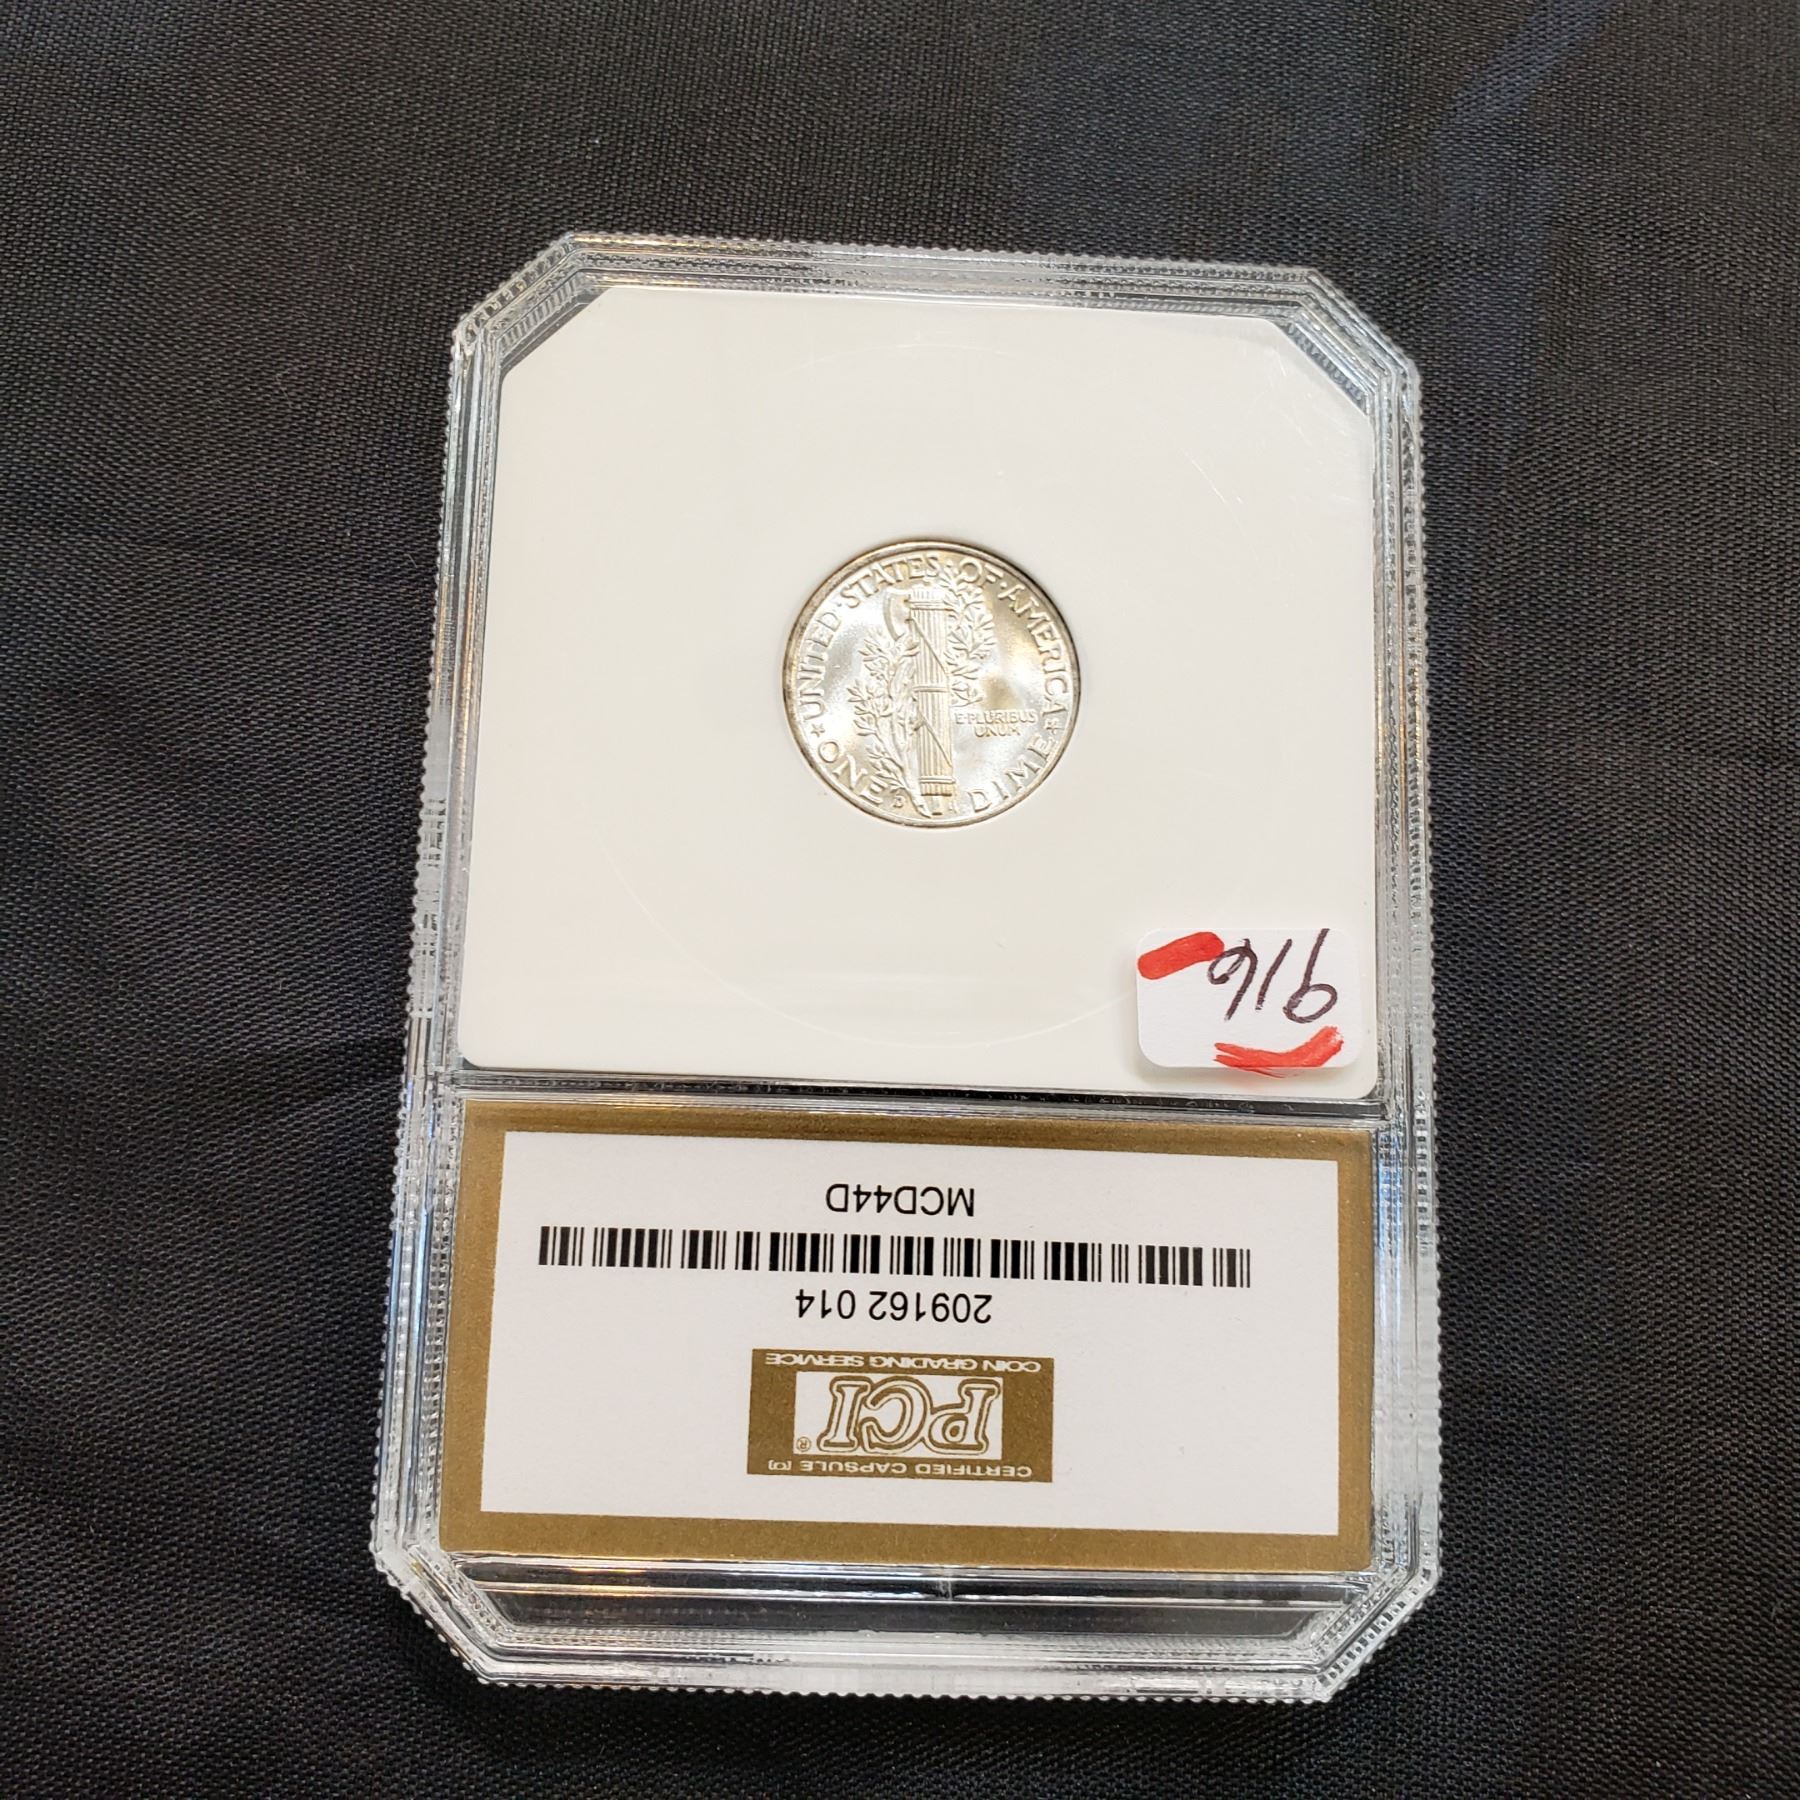 UNITED·STATES·OF·AMERICA
E·PLURIBUS
UNUM
ONE DIME
D
916
MCD44D
209162 014
COIN GRADING SERVICE
PCI®
CERTIFIED CAPSULE (O)